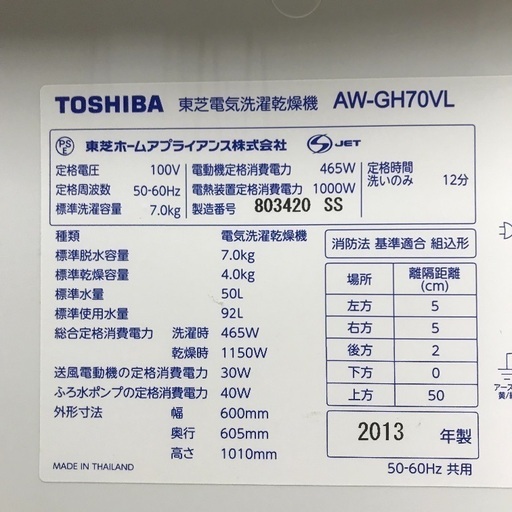 TOSHIBA 東芝電気洗濯乾燥機 AW-GH70VL
PS E 東芝ホームアプライアンス株式会社 S JET
定格電圧 100V 電動機定格消費電力 465W 定格時間
定格周波数 50-60Hz 電熱装置定格消費電力 1000W 洗いのみ 12分
標準洗濯容量 7.0kg 製造番号 803420 SS
種類 電気洗濯乾燥機
標準脱水容量 7.0kg
標準乾燥容量 4.0kg
標準水量 50L
標準使用水量 92L
総合定格消費電力 洗濯時 465W
乾燥時 1150W
送風電動機の定格消費電力 30W
ふろ水ポンプの定格消費電力 40W
外形寸法 幅 600mm
奥行 605mm
高さ 1010mm
MADE IN THAILAND
消防法 基準適合 組込形
場所 離隔距離
(cm)
左方 5
右方 5
後方 2
下方 0
上方 50
2013 年製
50-60Hz 共用
アース